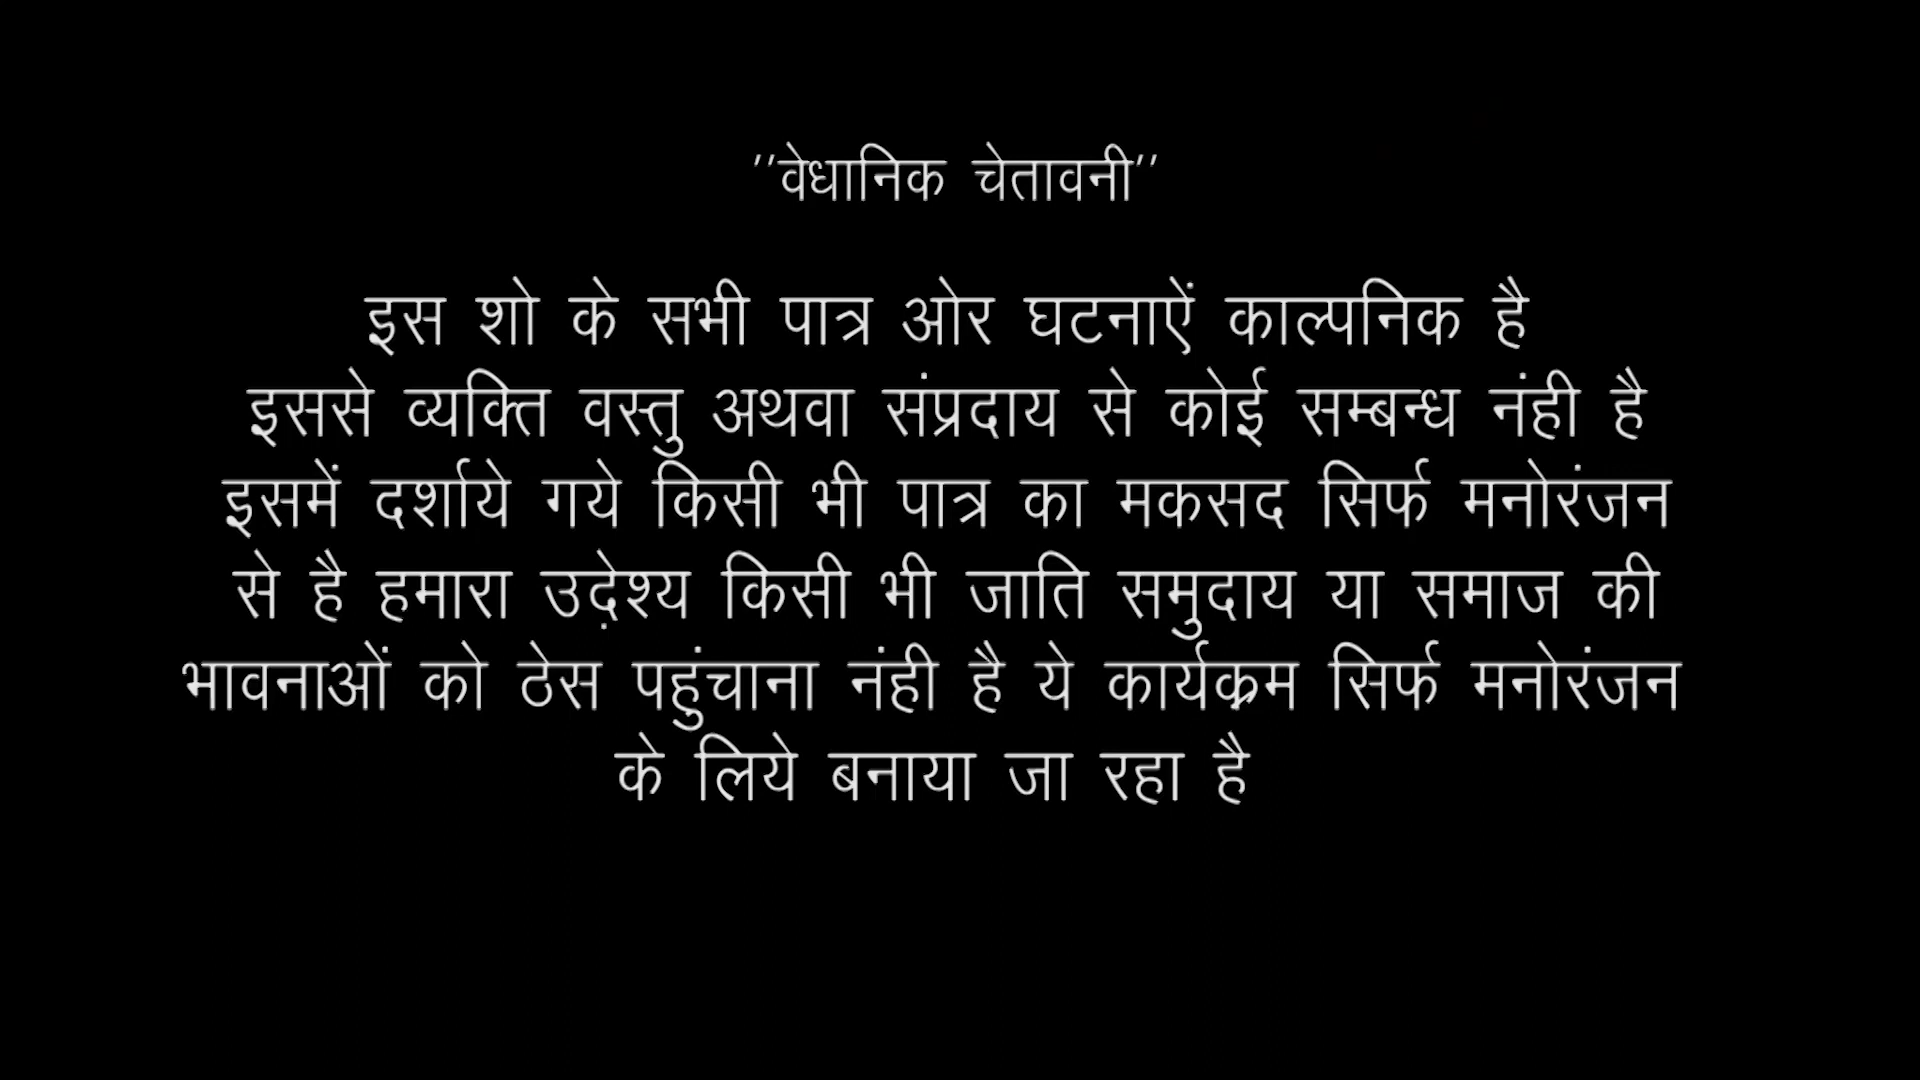 ''वेधानिक चेतावनी''
इस शो के सभी पात्र ओर घटनाऐं काल्पनिक है
इससे व्यक्ति वस्तु अथवा संप्रदाय से कोई सम्बन्ध नंही है
इसमें दर्शाये गये किसी भी पात्र का मकसद सिर्फ मनोरंजन
से है हमारा उद़ेश्य किसी भी जाति समुदाय या समाज की
भावनाओं को ठेस पहुंचाना नंही है ये कार्यक्रम सिर्फ मनोरंजन
के लिये बनाया जा रहा है